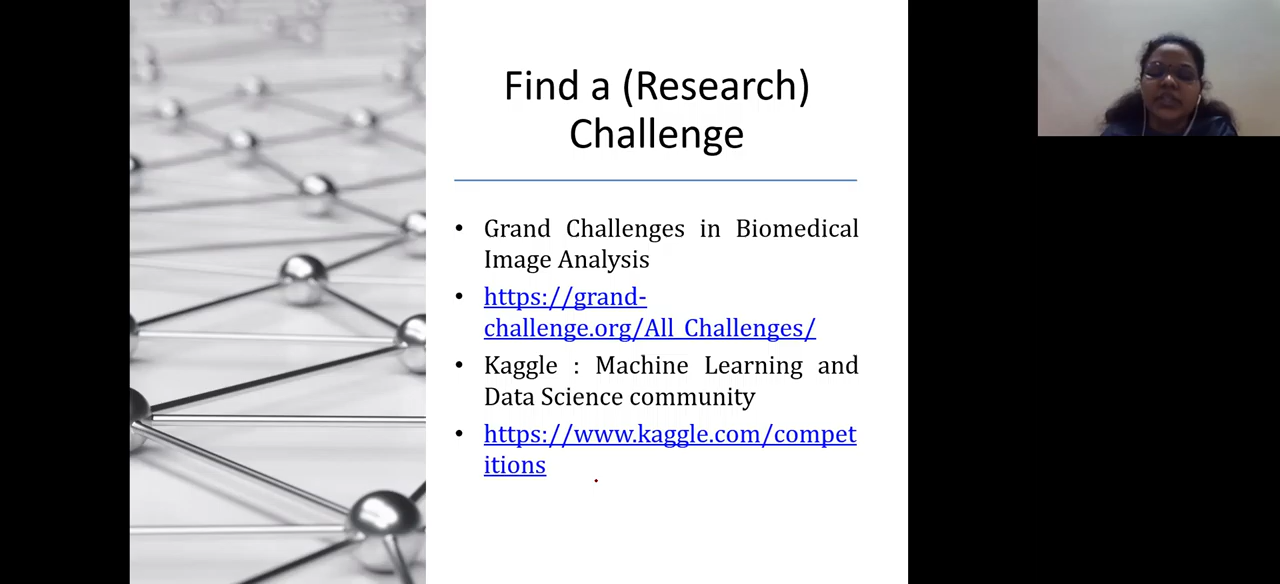 Find a (Research)
Challenge
• Grand Challenges in Biomedical
Image Analysis
• https://grand-
challenge.org/All_Challenges/
• Kaggle : Machine Learning and
Data Science community
• https://www.kaggle.com/compet
itions